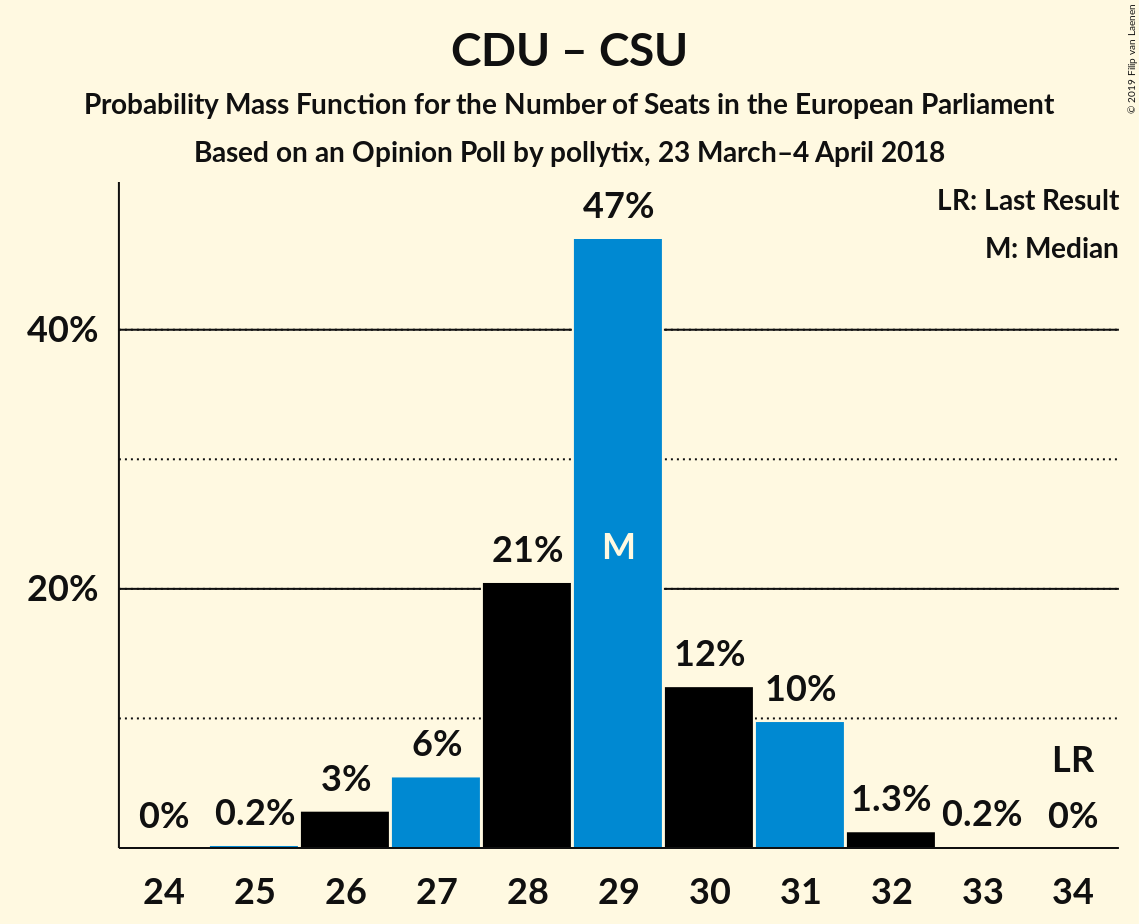 CDU – CSU
Probability Mass Function for the Number of Seats in the European Parliament
Based on an Opinion Poll by pollytix, 23 March–4 April 2018
© 2019 Filip van Laenen
LR: Last Result
M: Median
47%
40%
M
21%
20%
12%
10%
6%
LR
3%
1.3%
0% 0.2% 0.2% 0%
24 25 26 27 28 29 30 31 32 33 34